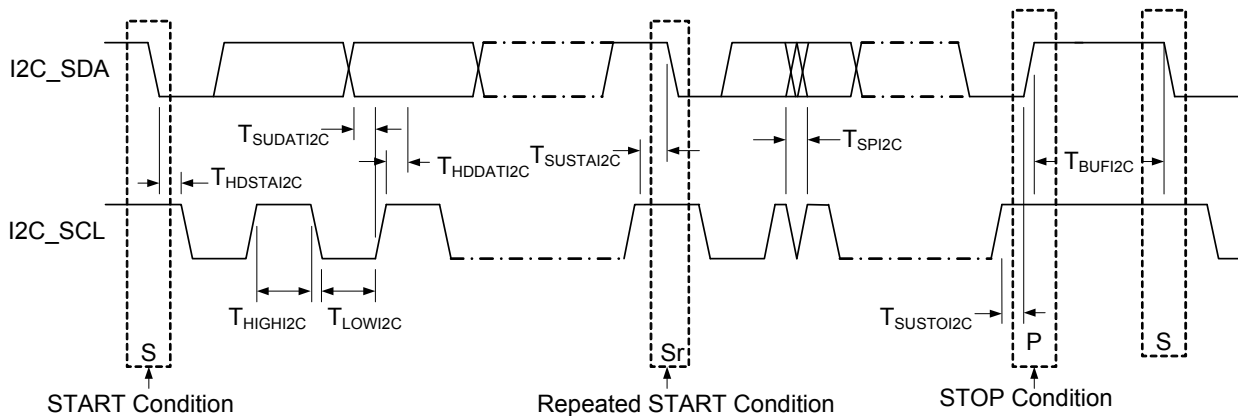 I2C_SDA
TSUDATI2C
THDSTAI2C
THDDATI2C
TSUSTAI2C
TSPI2C
TBUFI2C
I2C_SCL
THIGHI2C
TLOWI2C
TSUSTOI2C
S
Sr
P
S
START Condition
Repeated START Condition
STOP Condition